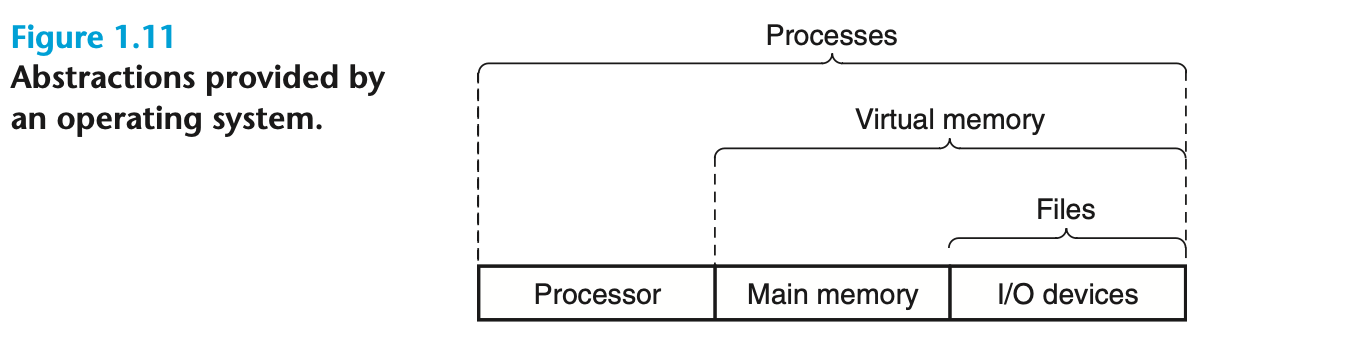 Figure 1.11
Abstractions provided by
an operating system.
Processes
Virtual memory
Files
Processor
Main memory
I/O devices